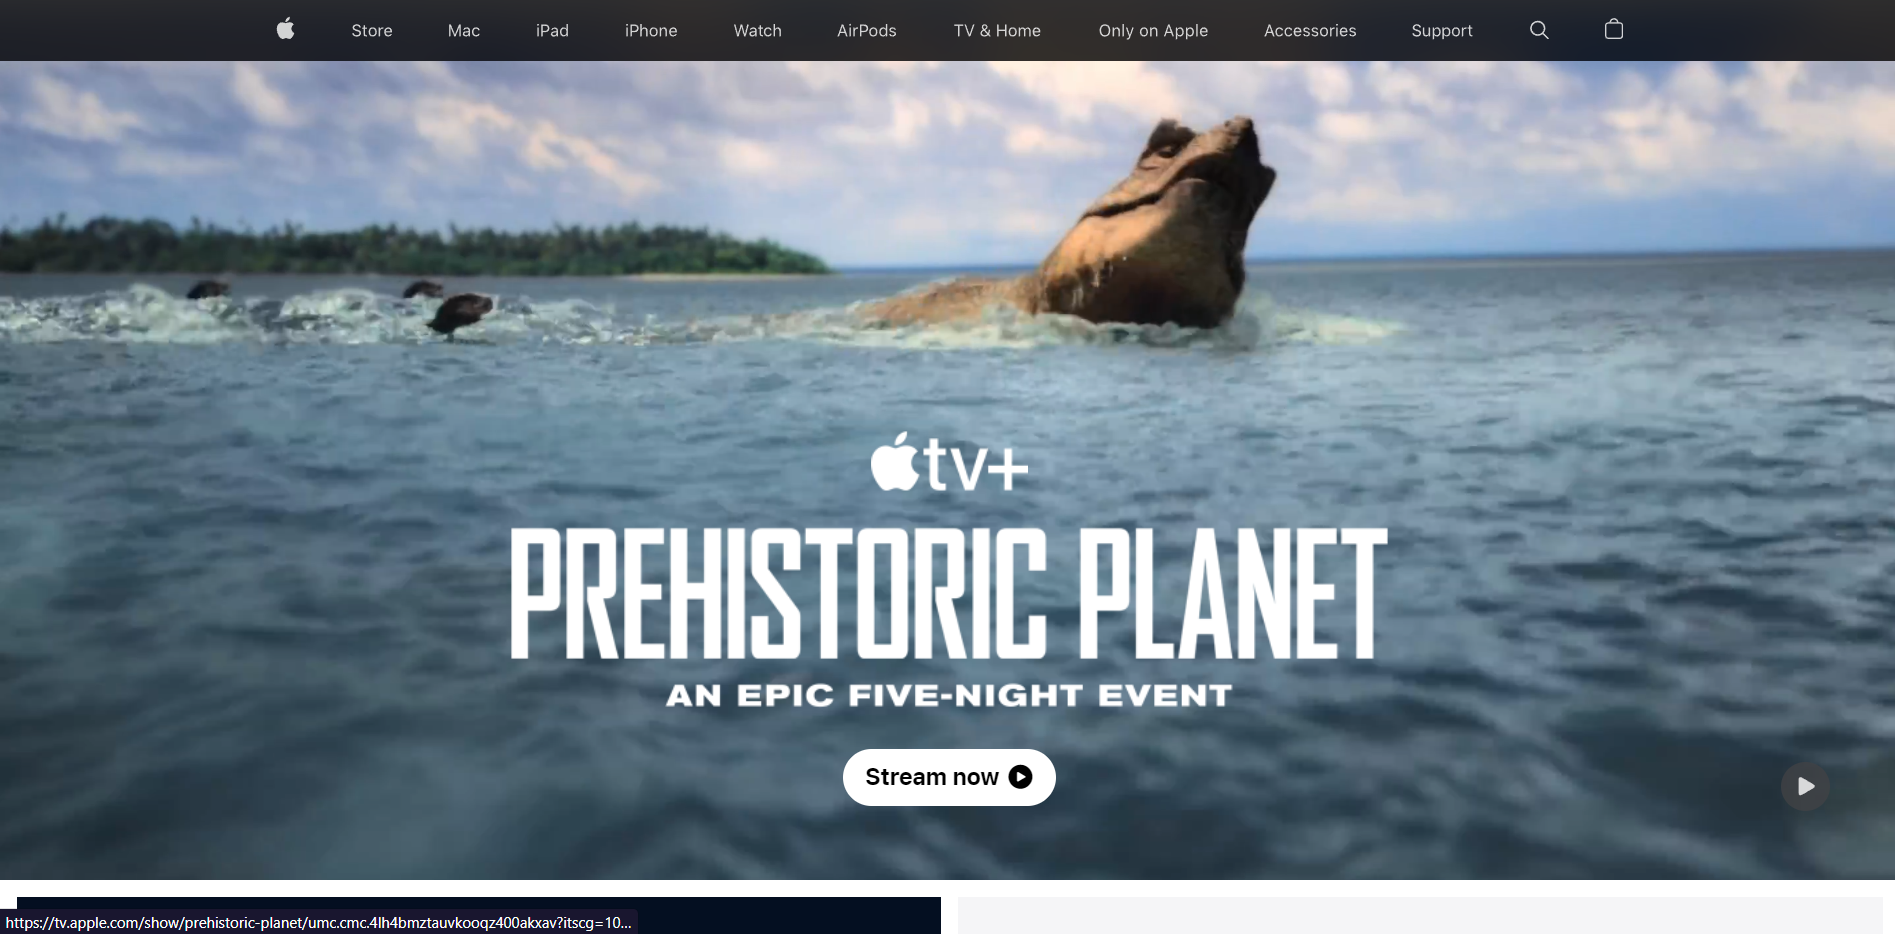 Store Mac iPad iPhone Watch AirPods TV & Home Only on Apple Accessories Support
tv+
PREHISTORIC PLANET
AN EPIC FIVE-NIGHT EVENT
Stream now
https://tv.apple.com/show/prehistoric-planet/umc.cmc.4lh4bmztauvkooqz400akxav?itscg=10...